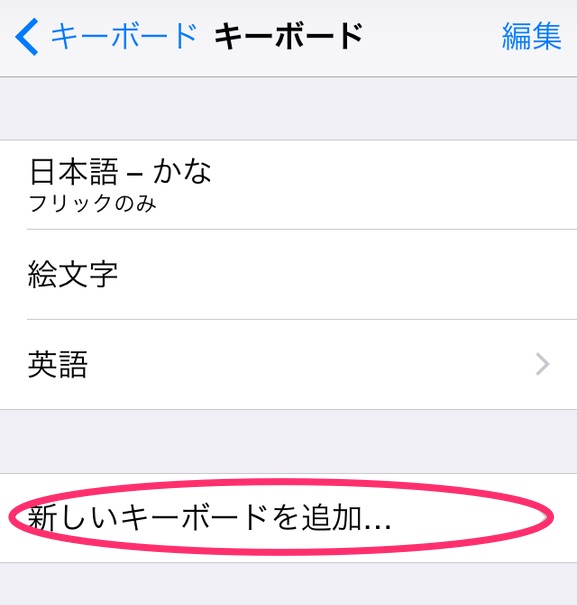 キーボード キーボード 編集
日本語 – かな
フリックのみ
絵文字
英語
新しいキーボードを追加...